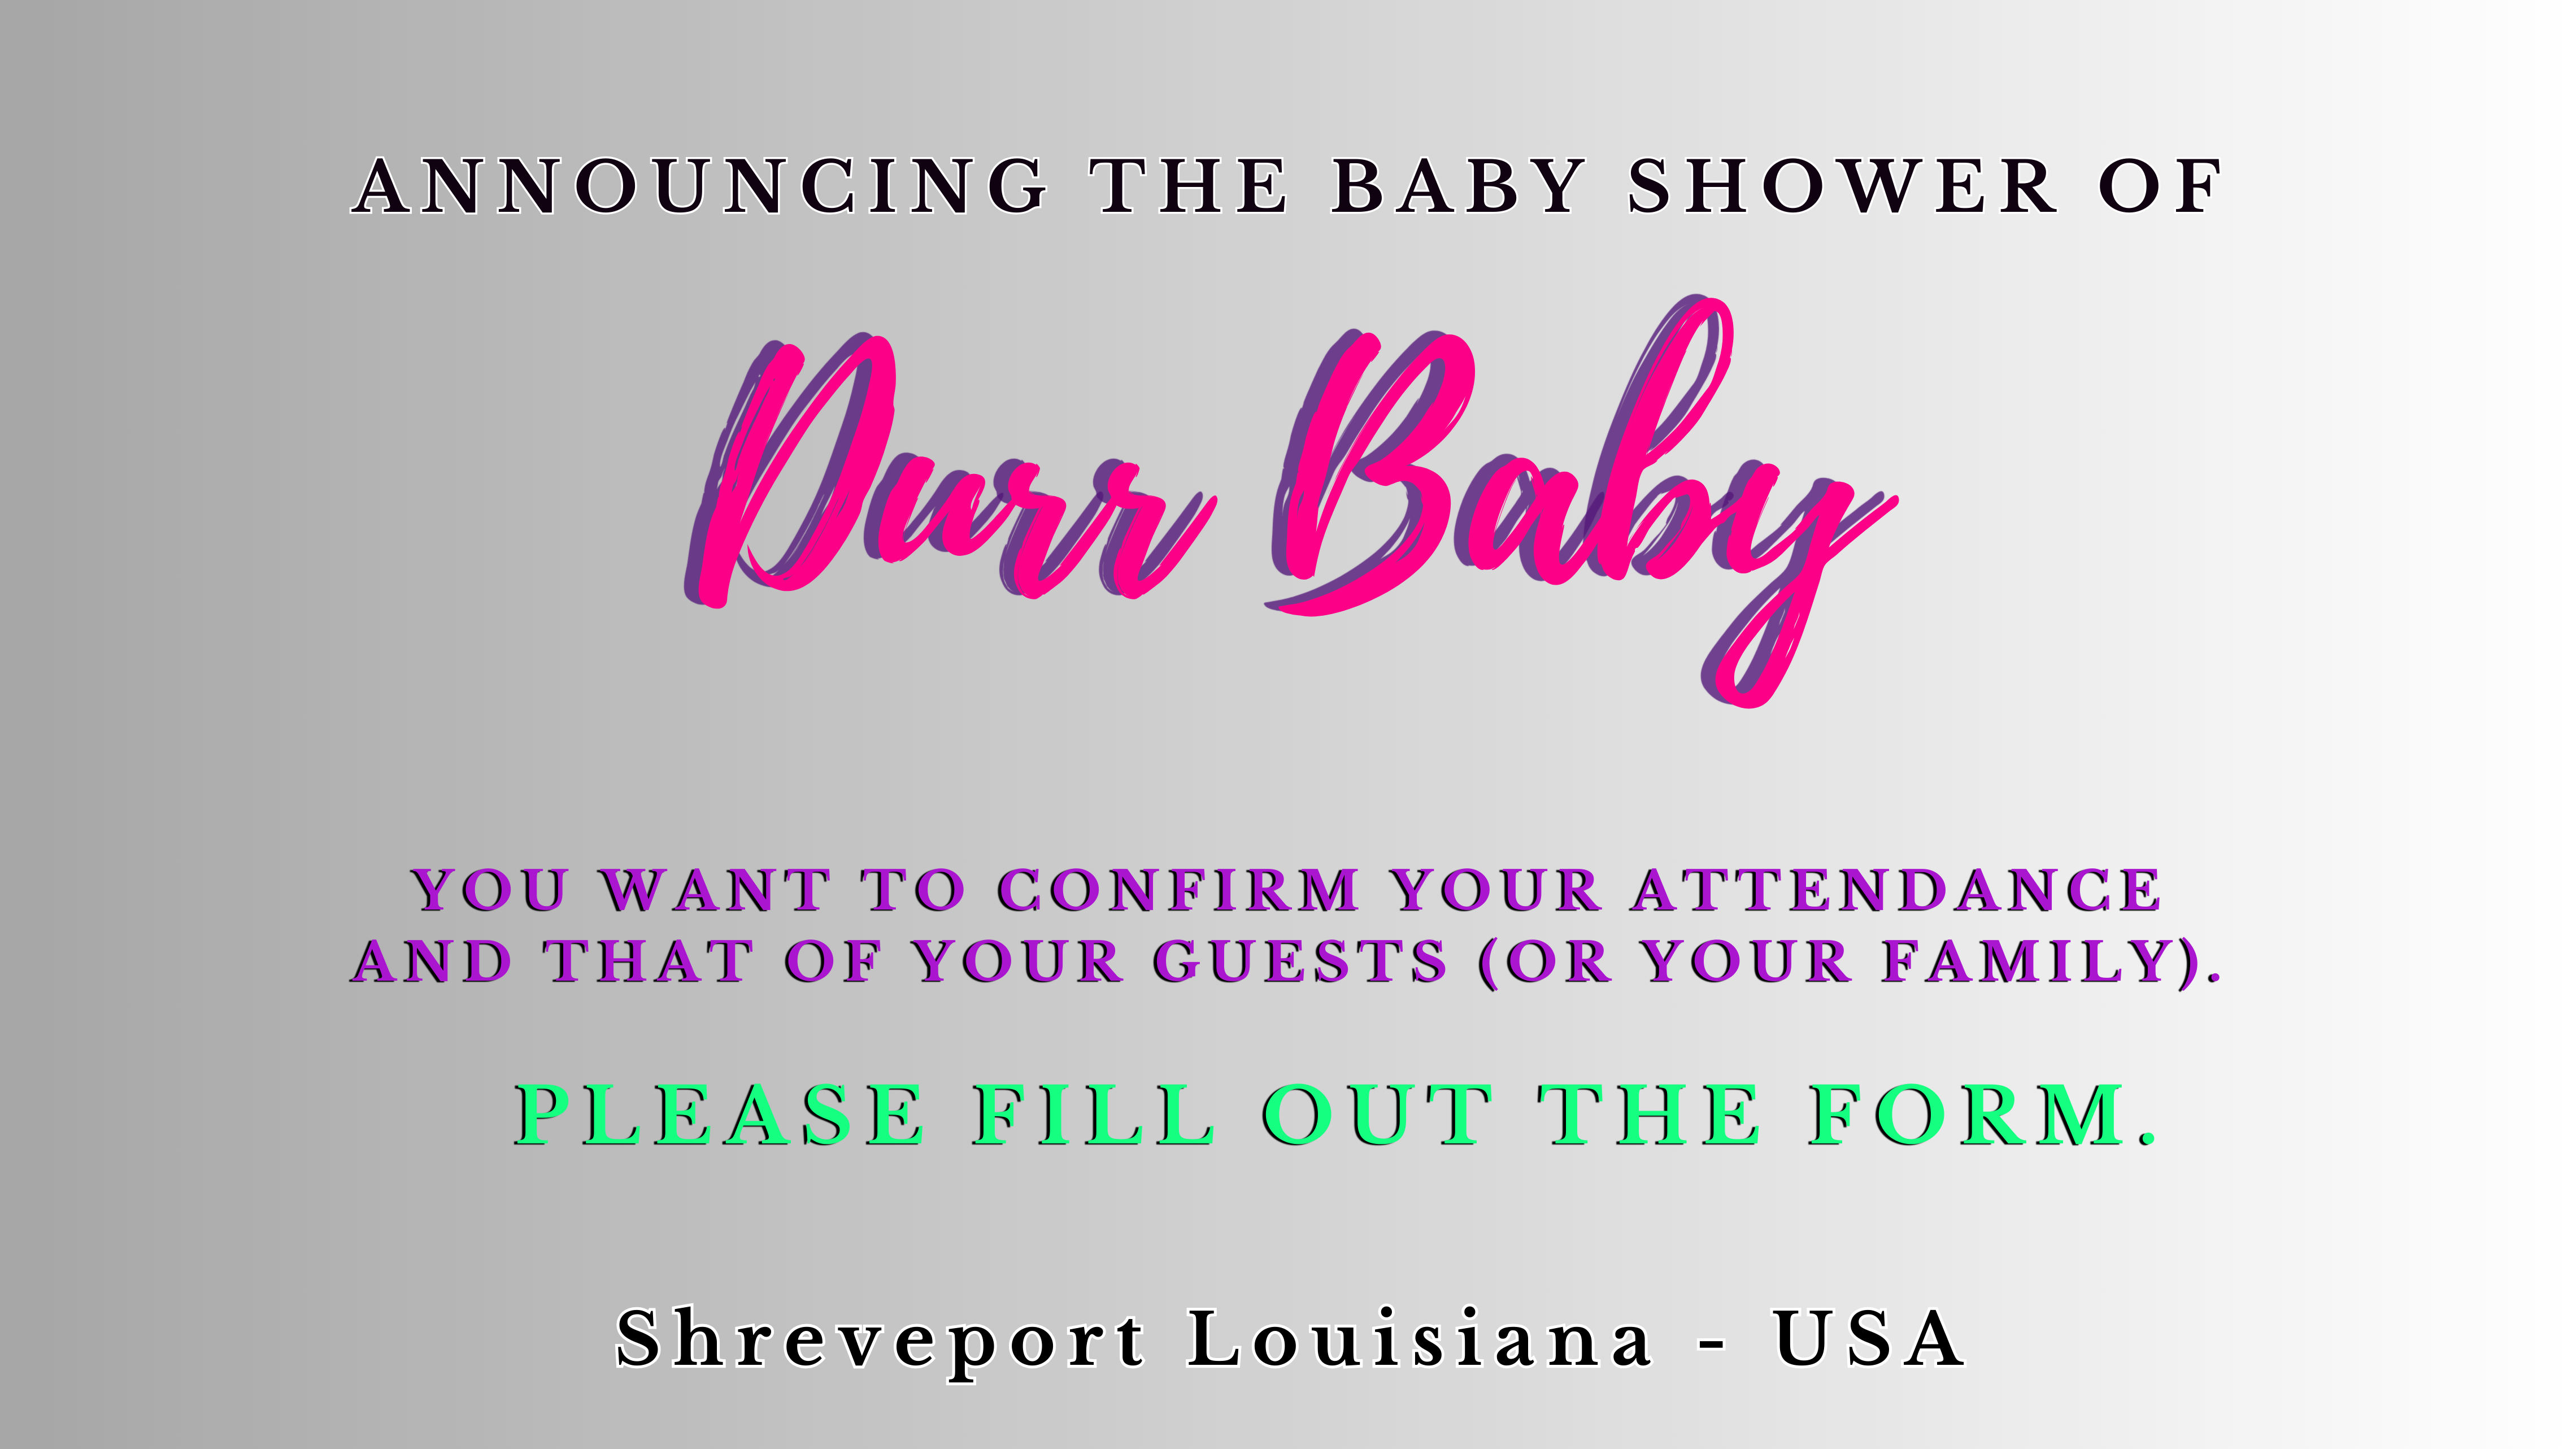 ANNOUNCING THE BABY SHOWER OF
Durr Baby
YOU WANT TO CONFIRM YOUR ATTENDANCE
AND THAT OF YOUR GUESTS (OR YOUR FAMILY).
PLEASE FILL OUT THE FORM.
Shreveport Louisiana - USA